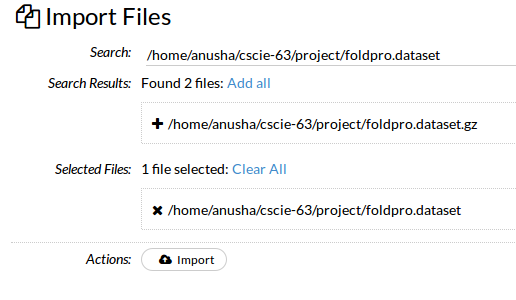 Import Files
Search: /home/anusha/cscie-63/project/foldpro.dataset
Search Results: Found 2 files: Add all
/home/anusha/cscie-63/project/foldpro.dataset.gz
Selected Files: 1 file selected: Clear All
/home/anusha/cscie-63/project/foldpro.dataset
Actions: Import